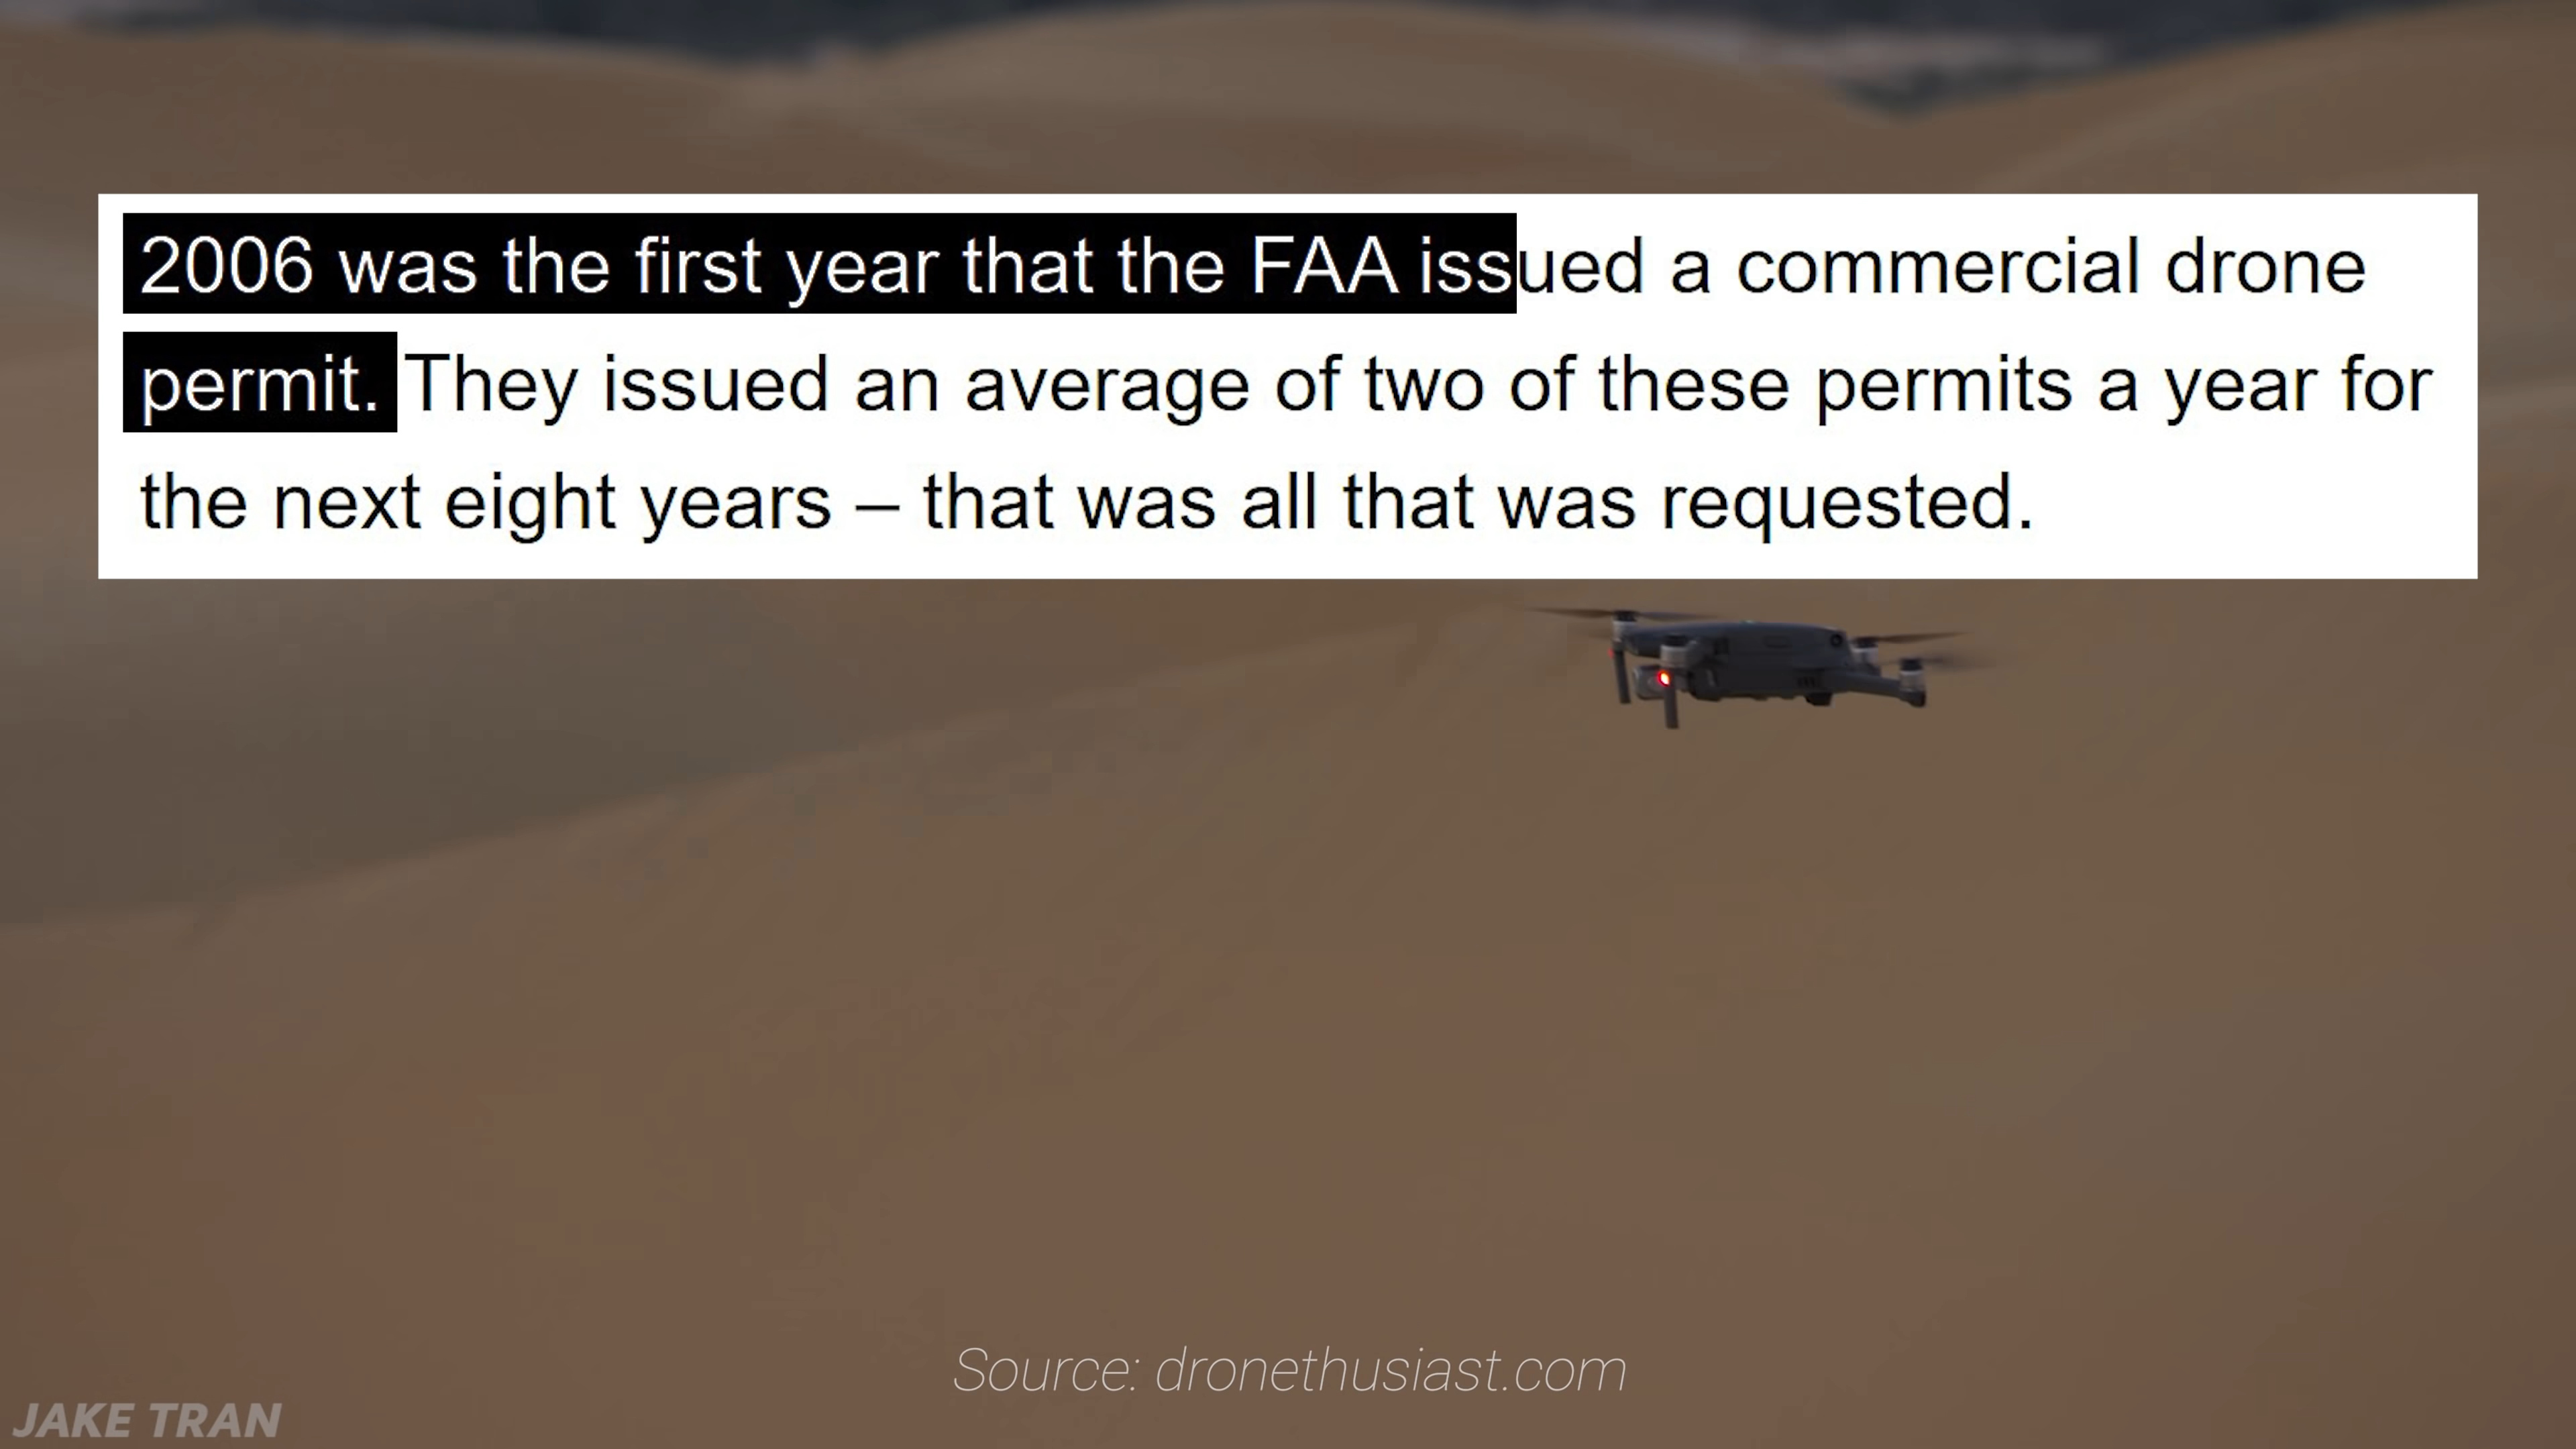 2006 was the first year that the FAA issued a commercial drone
permit. They issued an average of two of these permits a year for
the next eight years – that was all that was requested.
Source: dronethusiast.com
JAKE TRAN